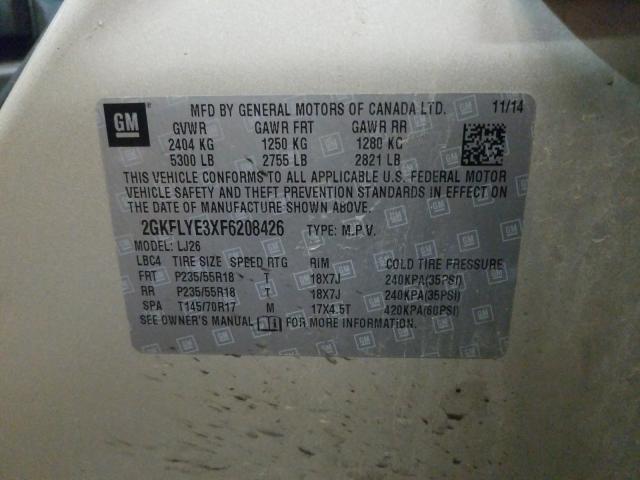 GM
MFD BY GENERAL MOTORS OF CANADA LTD. 11/14
GVWR GAWR FRT GAWR RR
2404 KG 1250 KG 1280 KG
5300 LB 2755 LB 2821 LB
THIS VEHICLE CONFORMS TO ALL APPLICABLE U.S. FEDERAL MOTOR
VEHICLE SAFETY AND THEFT PREVENTION STANDARDS IN EFFECT ON
THE DATE OF MANUFACTURE SHOWN ABOVE.
2GKFLYE3XF6208426 TYPE: M.P.V.
MODEL: LJ26
LBC4 TIRE SIZE SPEED RTG RIM COLD TIRE PRESSURE
FRT P235/55R18 T 18X7J 240KPA(35PSI)
RR P235/55R18 T 18X7J 240KPA(35PSI)
SPA T145/70R17 M 17X4.5T 420KPA(60PSI)
SEE OWNER'S MANUAL FOR MORE INFORMATION.